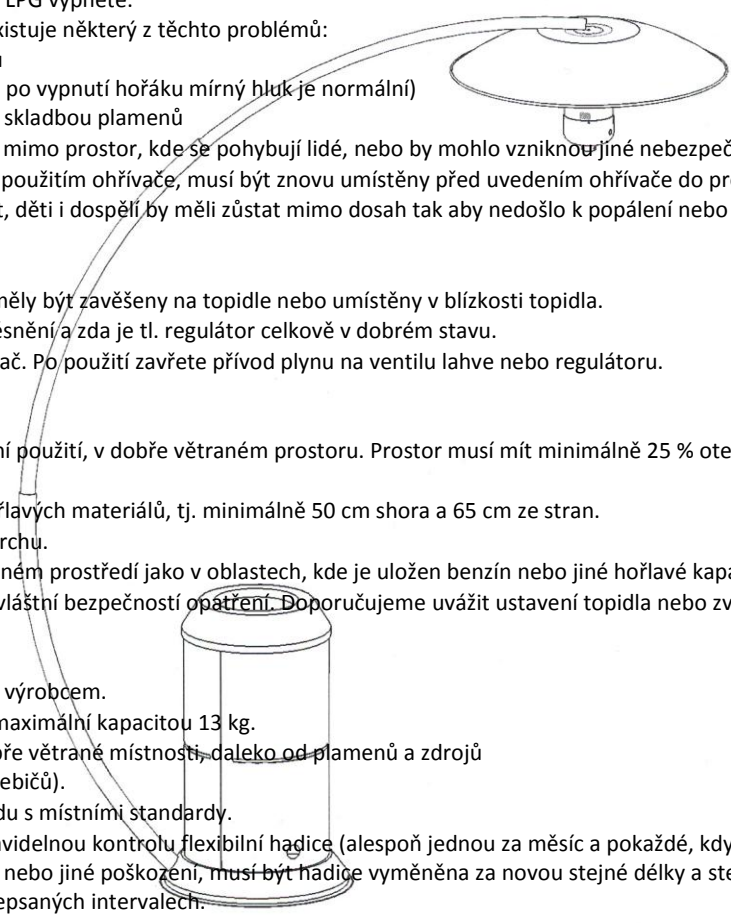 LPG vypněte.
xistuje některý z těchto problémů:
po vypnutí hořáku mírný hluk je normální)
skladbou plamenů
mimo prostor, kde se pohybují lidé, nebo by mohlo vzniknou jiné nebezpeč
použitím ohřívače, musí být znovu umístěny před uvedením ohřívače do pr
t, děti i dospělí by měli zůstat mimo dosah tak aby nedošlo k popálení nebo
měly být zavěšeny na topidle nebo umístěny v blízkosti topidla.
ěsnění a zda je tl. regulátor celkově v dobrém stavu.
ač. Po použití zavřete přívod plynu na ventilu lahve nebo regulátoru.
ní použití, v dobře větraném prostoru. Prostor musí mít minimálně 25 % ote
řlavých materiálů, tj. minimálně 50 cm shora a 65 cm ze stran.
rchu.
ném prostředí jako v oblastech, kde je uložen benzín nebo jiné hořlavé kapa
vláštní bezpečností opatření. Doporučujeme uvážit ustavení topidla nebo zv
výrobcem.
maximální kapacitou 13 kg.
ře větrané místnosti, daleko od plamenů a zdrojů
ebičů).
du s místními standardy.
avidelnou kontrolu flexibilní hadice (alespoň jednou za měsíc a pokaždé, kdy
nebo jiné poškození, musí být hadice vyměněna za novou stejné délky a ste
epsaných intervalech.